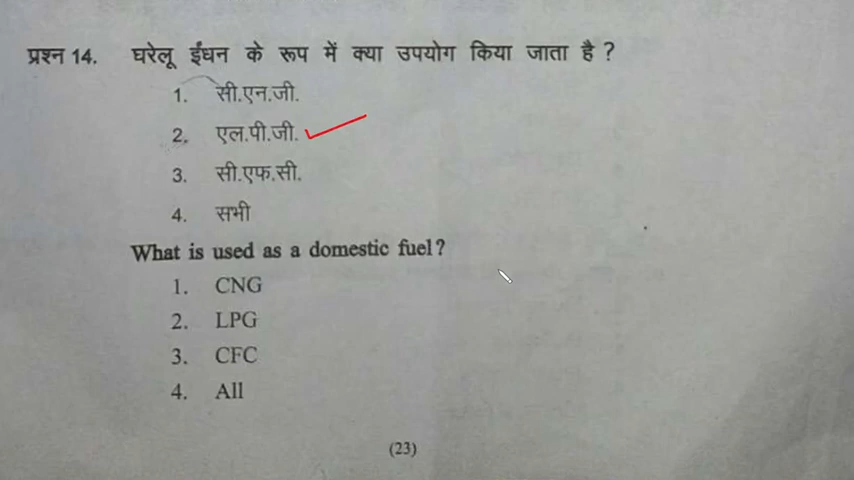 प्रश्न 14. घरेलू ईंधन के रूप में क्या उपयोग किया जाता है ?
1. सी.एन.जी.
2. एल.पी.जी.
3. सी.एफ.सी.
4. सभी
What is used as a domestic fuel?
1. CNG
2. LPG
3. CFC
4. All
(23)